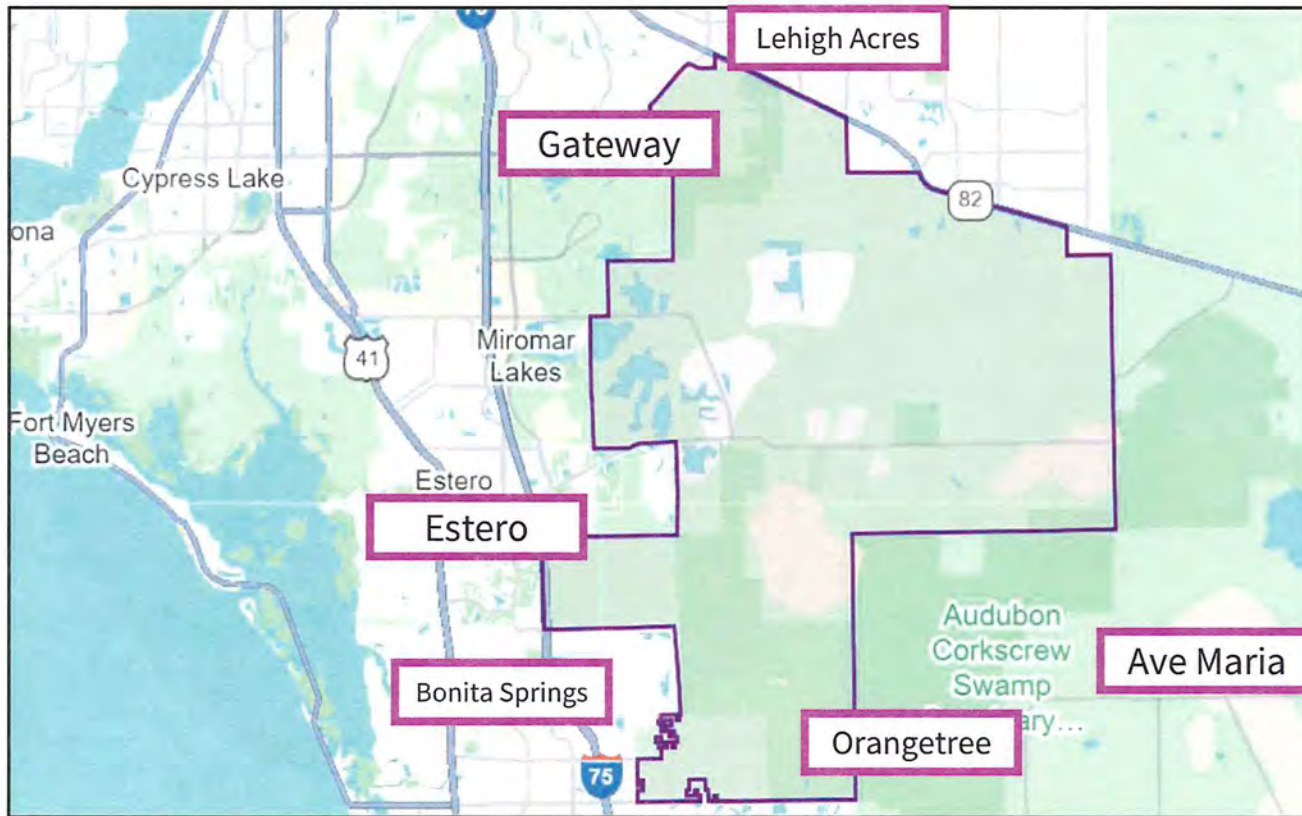 Lehigh Acres
Gateway
Cypress Lake
82
ona
Miromar
Lakes
41
Fort Myers
Beach
Estero
Estero
Audubon
Corkscrew
Swamp
ary…
Ave Maria
Bonita Springs
Orangetree
75